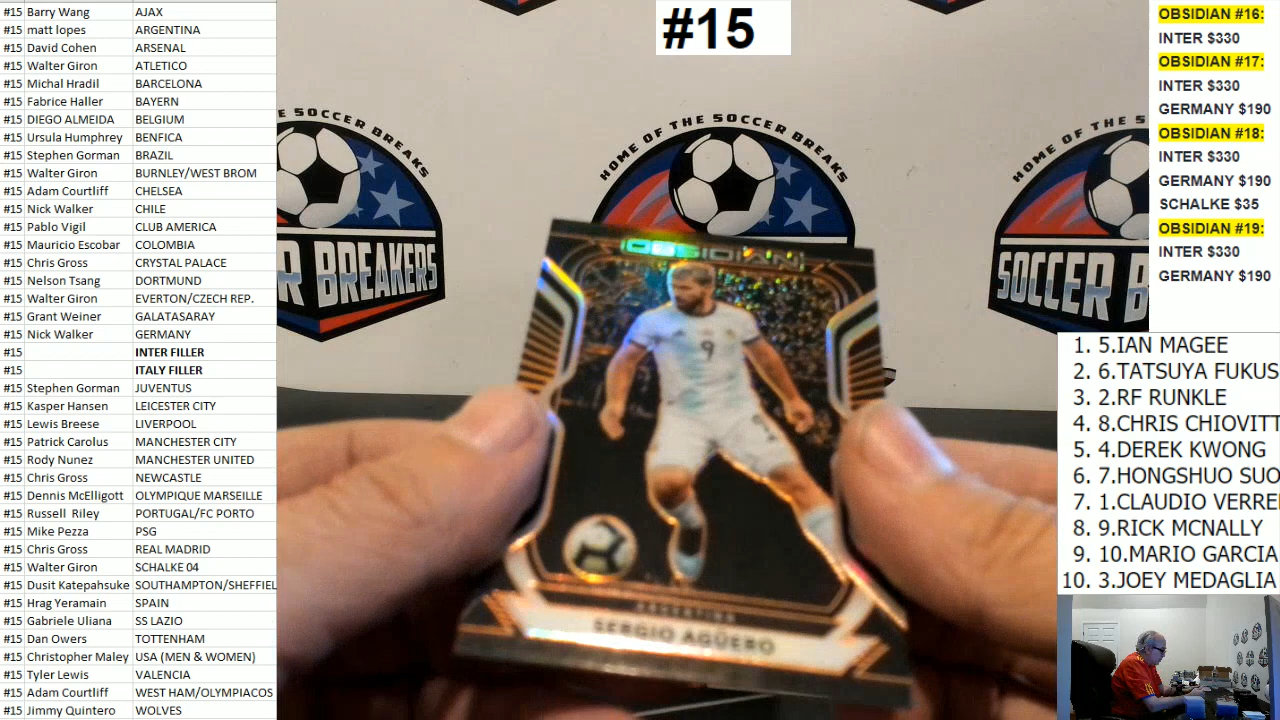 #15 Barry Wang AJAX
#15 matt lopes ARGENTINA
#15 David Cohen ARSENAL
#15 Walter Giron ATLETICO
#15 Michal Hradil BARCELONA
#15 Fabrice Haller BAYERN
#15 DIEGO ALMEIDA BELGIUM
#15 Ursula Humphrey BENFICA
#15 Stephen Gorman BRAZIL
#15 Walter Giron BURNLEY/WEST BROM
#15 Adam Courtliff CHELSEA
#15 Nick Walker CHILE
#15 Pablo Vigil CLUB AMERICA
#15 Mauricio Escobar COLOMBIA
#15 Chris Gross CRYSTAL PALACE
#15 Nelson Tsang DORTMUND
#15 Walter Giron EVERTON/CZECH REP.
#15 Grant Weiner GALATASARAY
#15 Nick Walker GERMANY
#15 INTER FILLER
#15 ITALY FILLER
#15 Stephen Gorman JUVENTUS
#15 Kasper Hansen LEICESTER CITY
#15 Lewis Breese LIVERPOOL
#15 Patrick Carolus MANCHESTER CITY
#15 Rody Nunez MANCHESTER UNITED
#15 Chris Gross NEWCASTLE
#15 Dennis McElligott OLYMPIQUE MARSEILLE
#15 Russell Riley PORTUGAL/FC PORTO
#15 Mike Pezza PSG
#15 Chris Gross REAL MADRID
#15 Walter Giron SCHALKE 04
#15 Dusit Katepahsuke SOUTHAMPTON/SHEFFIEL
#15 Hrag Yeramain SPAIN
#15 Gabriele Uliana SS LAZIO
#15 Dan Owers TOTTENHAM
#15 Christopher Maley USA (MEN & WOMEN)
#15 Tyler Lewis VALENCIA
#15 Adam Courtliff WEST HAM/OLYMPIACOS
#15 Jimmy Quintero WOLVES
#15
E SOCCER BREAKS
R BREAKERS
HOME OF THE SOCCER BREAKS
HOME OF THE S
SOCCER B
OBSIDIAN
9
ARGENTINA
SERGIO AGÜERO
OBSIDIAN #16:
INTER $330
OBSIDIAN #17:
INTER $330
GERMANY $190
OBSIDIAN #18:
INTER $330
GERMANY $190
SCHALKE $35
OBSIDIAN #19:
INTER $330
GERMANY $190
1. 5.IAN MAGEE
2. 6.TATSUYA FUKUS
3. 2.RF RUNKLE
4. 8.CHRIS CHIOVITT
5. 4.DEREK KWONG
6. 7.HONGSHUO SUO
7. 1.CLAUDIO VERRE
8. 9.RICK MCNALLY
9. 10.MARIO GARCIA
10. 3.JOEY MEDAGLIA